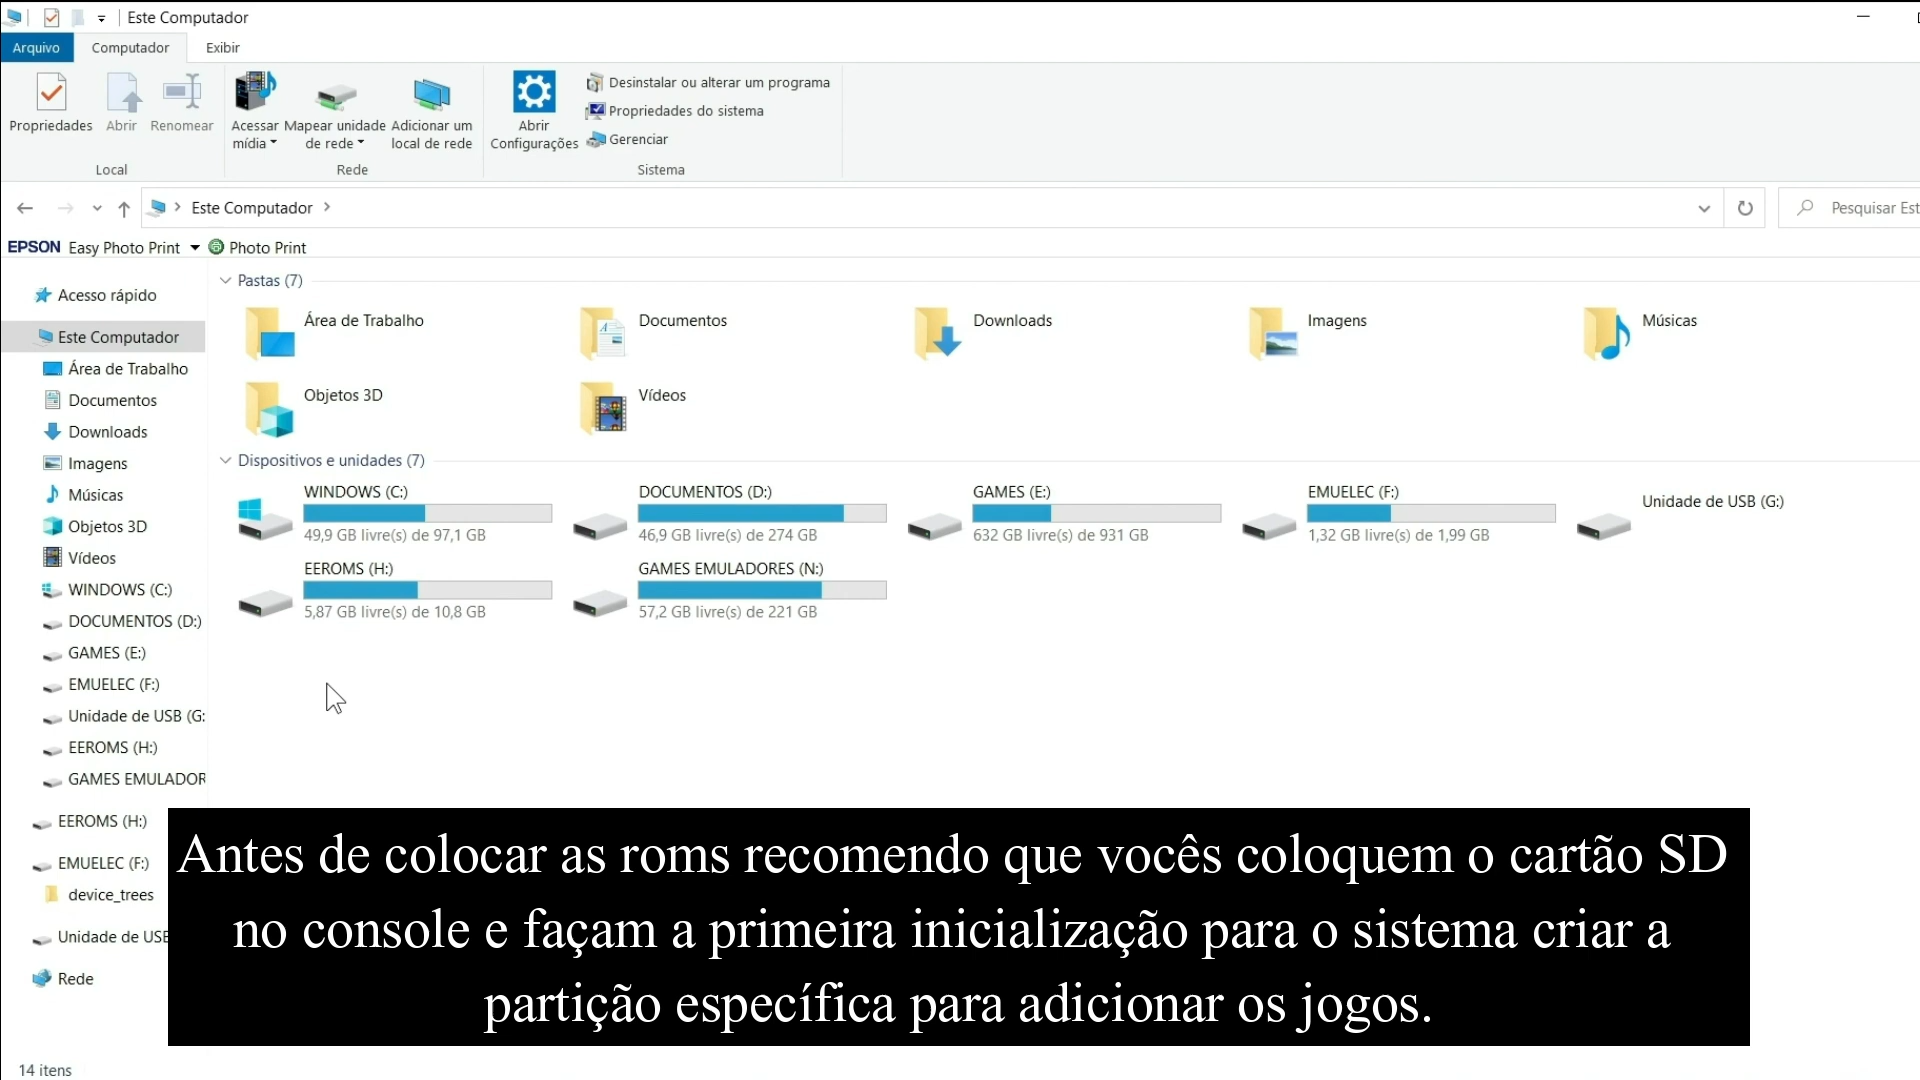 Este Computador
Arquivo Computador Exibir
Propriedades Abrir Renomear Acessar mídia Mapear unidade de rede Adicionar um local de rede Abrir Configurações Desinstalar ou alterar um programa
Propriedades do sistema
Gerenciar
Local Rede Sistema
Este Computador Pesquisar Est
EPSON Easy Photo Print Photo Print
Acesso rápido
Este Computador
Área de Trabalho
Documentos
Downloads
Imagens
Músicas
Objetos 3D
Vídeos
WINDOWS (C:)
DOCUMENTOS (D:)
GAMES (E:)
EMUELEC (F:)
Unidade de USB (G:
EEROMS (H:)
GAMES EMULADOR
EEROMS (H:)
EMUELEC (F:)
device_trees
Unidade de USE
Rede
Pastas (7)
Área de Trabalho Documentos Downloads Imagens Músicas
Objetos 3D Vídeos
Dispositivos e unidades (7)
WINDOWS (C:) DOCUMENTOS (D:) GAMES (E:) EMUELEC (F:) Unidade de USB (G:)
49,9 GB livre(s) de 97,1 GB 46,9 GB livre(s) de 274 GB 632 GB livre(s) de 931 GB 1,32 GB livre(s) de 1,99 GB
EEROMS (H:) GAMES EMULADORES (N:)
5,87 GB livre(s) de 10,8 GB 57,2 GB livre(s) de 221 GB
Antes de colocar as roms recomendo que vocês coloquem o cartão SD
no console e façam a primeira inicialização para o sistema criar a
partição específica para adicionar os jogos.
14 itens